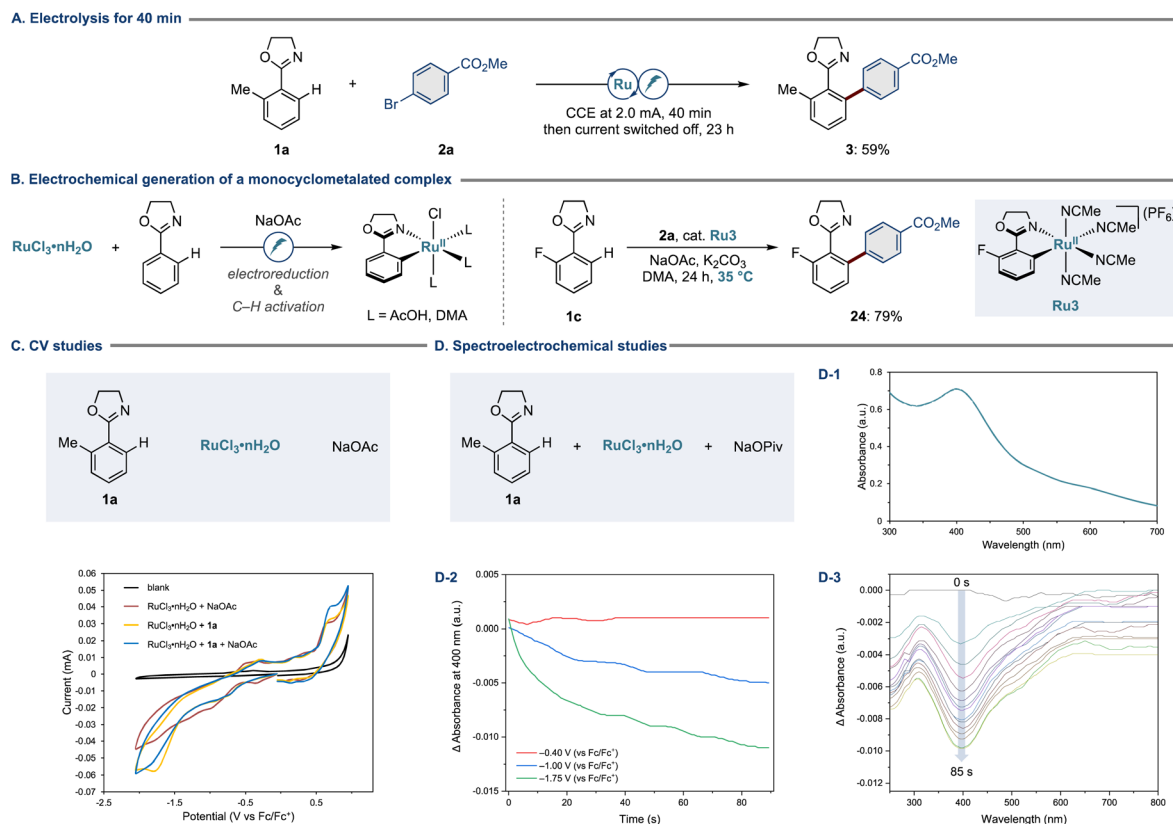 A. Electrolysis for 40 min
O N
Me H
1a
+
CO₂Me
Br
2a
Ru
CCE at 2.0 mA, 40 min
then current switched off, 23 h
O N CO₂Me
Me
3: 59%
B. Electrochemical generation of a monocyclometalated complex
RuCl₃•nH₂O
+
O N
H
NaOAc
electroreduction
&
C–H activation
O N Cl L
Ruᴵᴵ
L L
L = AcOH, DMA
O N
F H
1c
2a, cat. Ru3
NaOAc, K₂CO₃
DMA, 24 h, 35 °C
O N CO₂Me
F
24: 79%
O N NCMe (PF₆
NCMe
F Ruᴵᴵ
NCMe
NCMe
Ru3
C. CV studies
O N
Me H
1a
RuCl₃•nH₂O
NaOAc
0.06
0.05
0.04
0.03
0.02
0.01
0
-0.01
-0.02
-0.03
-0.04
-0.05
-0.06
-0.07
Current (mA)
blank
RuCl₃•nH₂O + NaOAc
RuCl₃•nH₂O + 1a
RuCl₃•nH₂O + 1a + NaOAc
-2.5 -1.5 -0.5 0.5
Potential (V vs Fc/Fc⁺)
D. Spectroelectrochemical studies
O N
Me H
1a
+ RuCl₃•nH₂O + NaOPiv
D-1
0.8
0.6
0.4
0.2
0
Absorbance (a.u.)
300 400 500 600 700
Wavelength (nm)
D-2
0.005
0.000
-0.005
-0.010
-0.015
Δ Absorbance at 400 nm (a.u.)
–0.40 V (vs Fc/Fc⁺)
–1.00 V (vs Fc/Fc⁺)
–1.75 V (vs Fc/Fc⁺)
0 20 40 60 80
Time (s)
D-3
0.000
-0.002
-0.004
-0.006
-0.008
-0.010
-0.012
Δ Absorbance (a.u.)
0 s
85 s
300 400 500 600 700 800
Wavelength (nm)